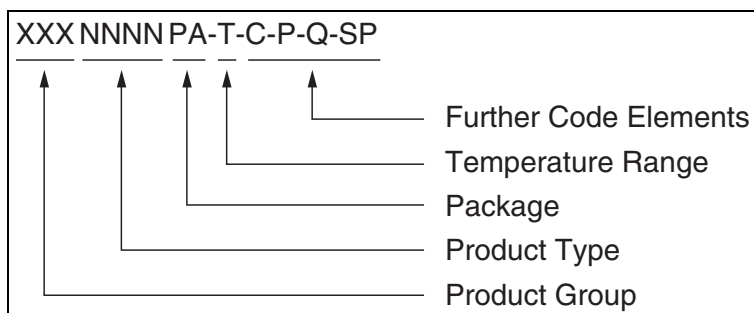 XXX NNNN PA-T-C-P-Q-SP
Further Code Elements
Temperature Range
Package
Product Type
Product Group